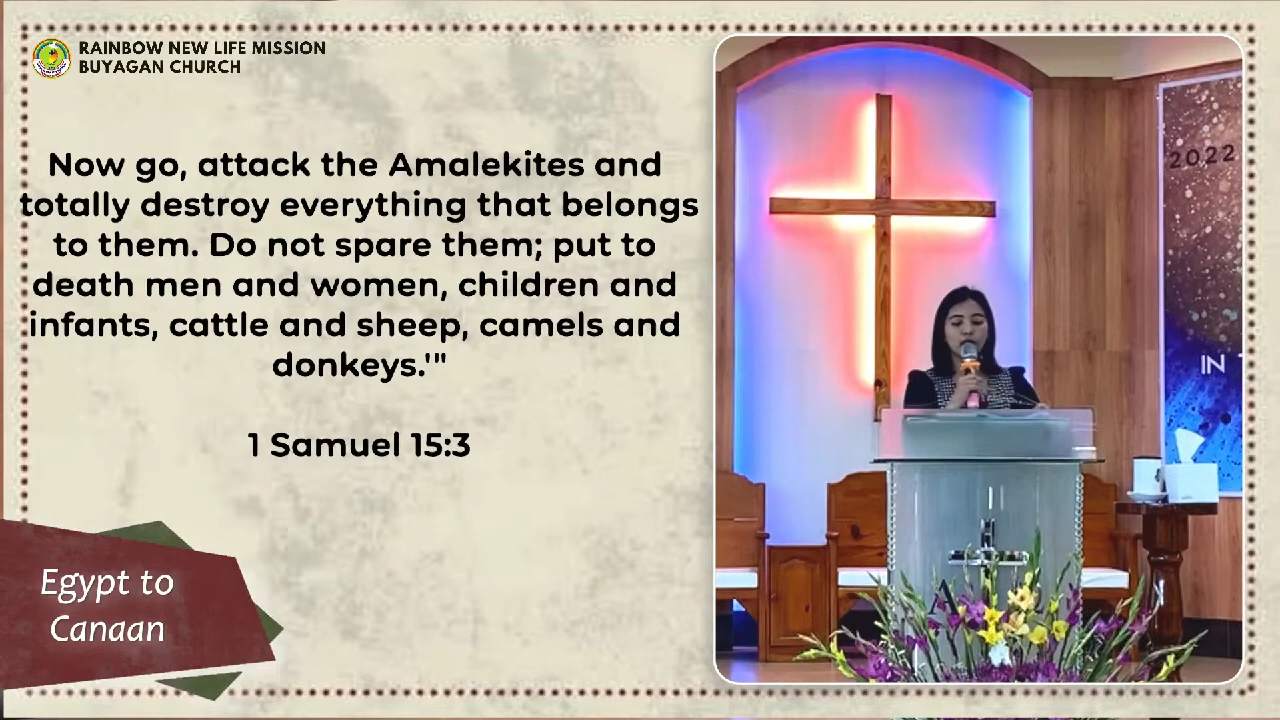 RAINBOW NEW LIFE MISSION
BUYAGAN CHURCH
Now go, attack the Amalekites and
totally destroy everything that belongs
to them. Do not spare them; put to
death men and women, children and
infants, cattle and sheep, camels and
donkeys.'"
1 Samuel 15:3
Egypt to
Canaan
2022
IN